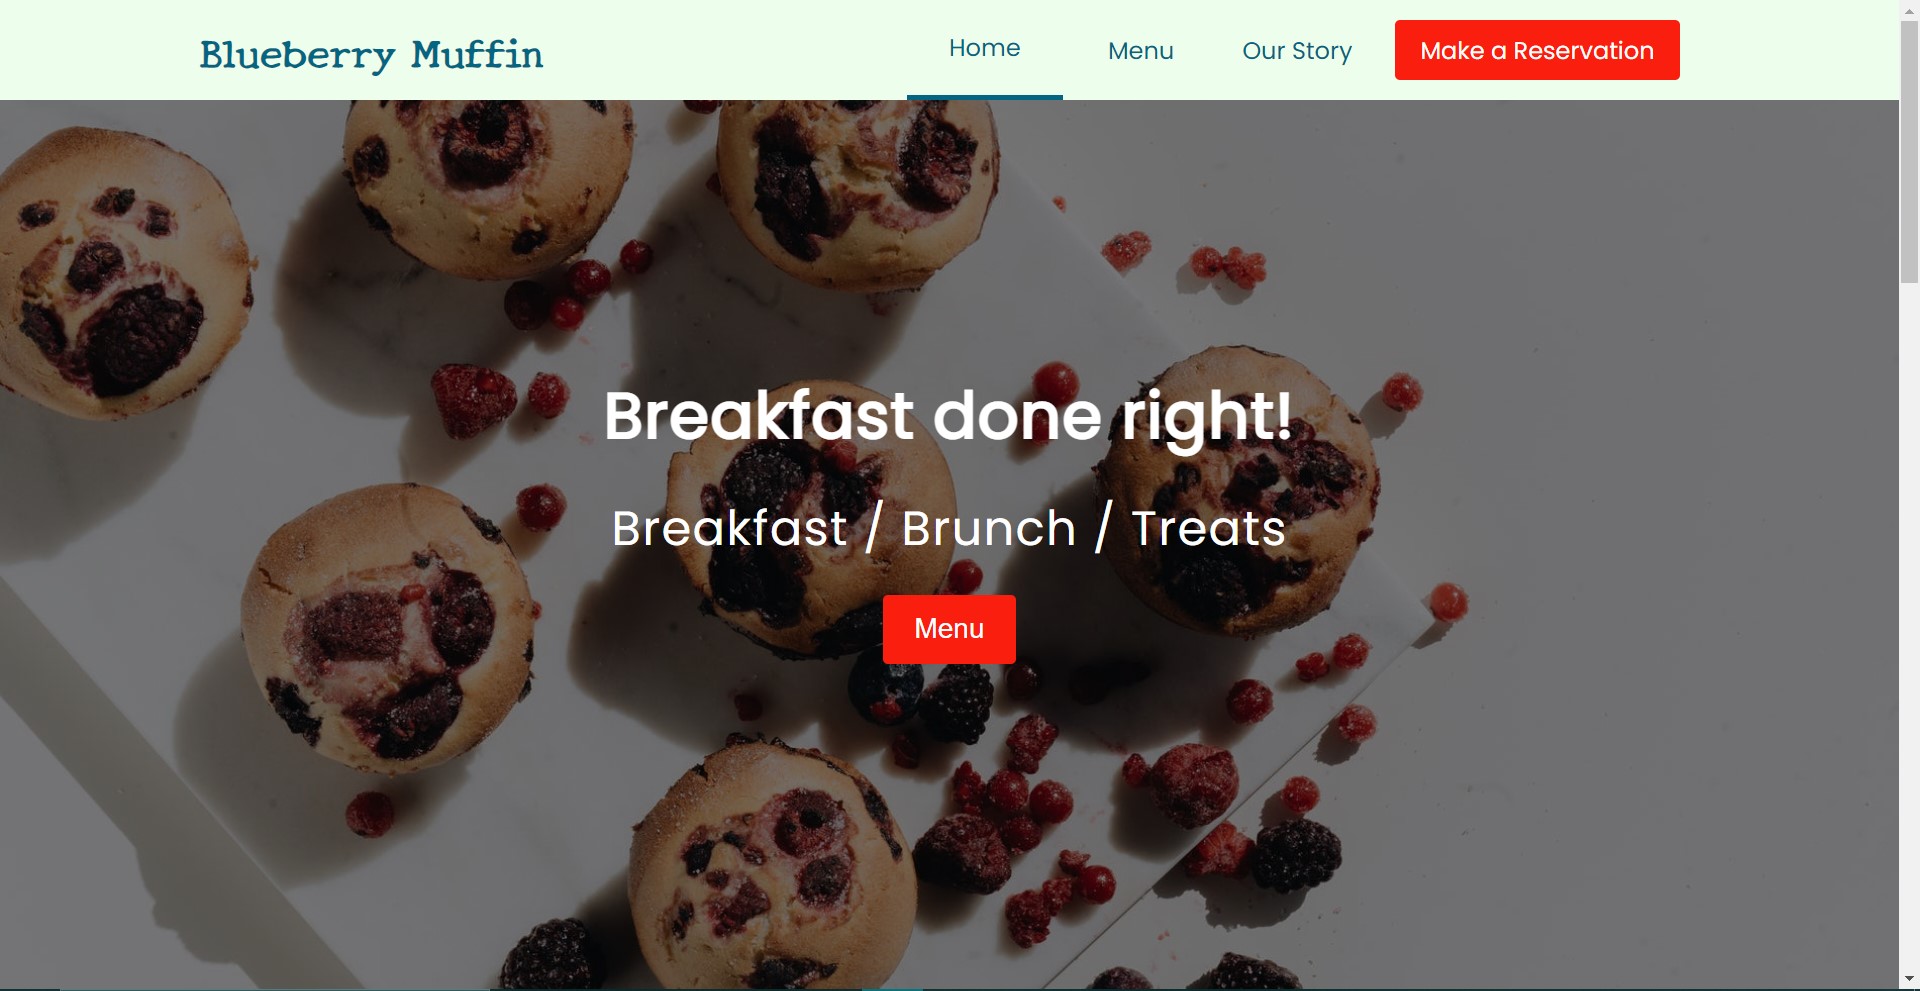 Blueberry Muffin
Home Menu Our Story Make a Reservation
Breakfast done right!
Breakfast / Brunch / Treats
Menu